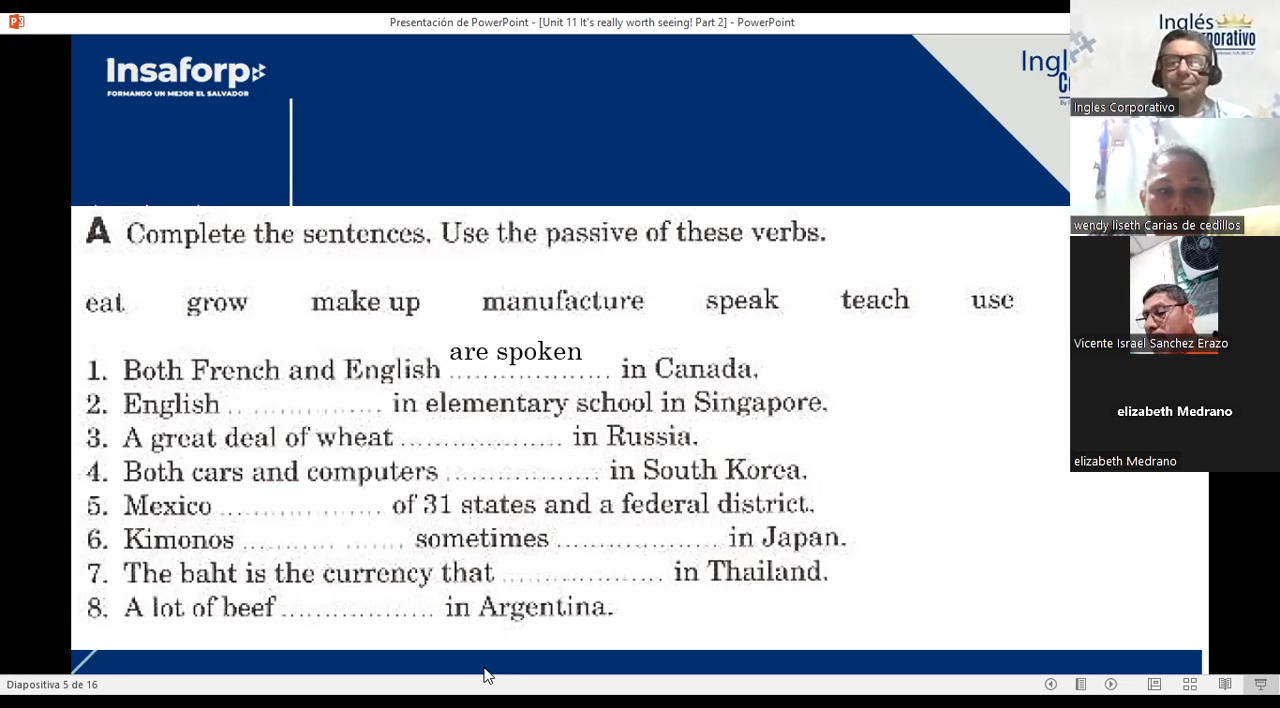 Presentación de PowerPoint - [Unit 11 It's really worth seeing! Part 2] - PowerPoint
Insaforp
FORMANDO UN MEJOR EL SALVADOR
Ingl
Inglés
Ingles Corporativo
wendy liseth Carias de cedillos
Vicente Israel Sanchez Erazo
elizabeth Medrano
elizabeth Medrano
A Complete the sentences. Use the passive of these verbs.
eat grow make up manufacture speak teach use
are spoken
1. Both French and English .................. in Canada.
2. English .. .............. in elementary school in Singapore.
3. A great deal of wheat .................. in Russia.
4. Both cars and computers ................. in South Korea.
5. Mexico .................. of 31 states and a federal district.
6. Kimonos .......... ....... sometimes .................. in Japan.
7. The baht is the currency that .................. in Thailand.
8. A lot of beef ................. in Argentina.
Diapositiva 5 de 16